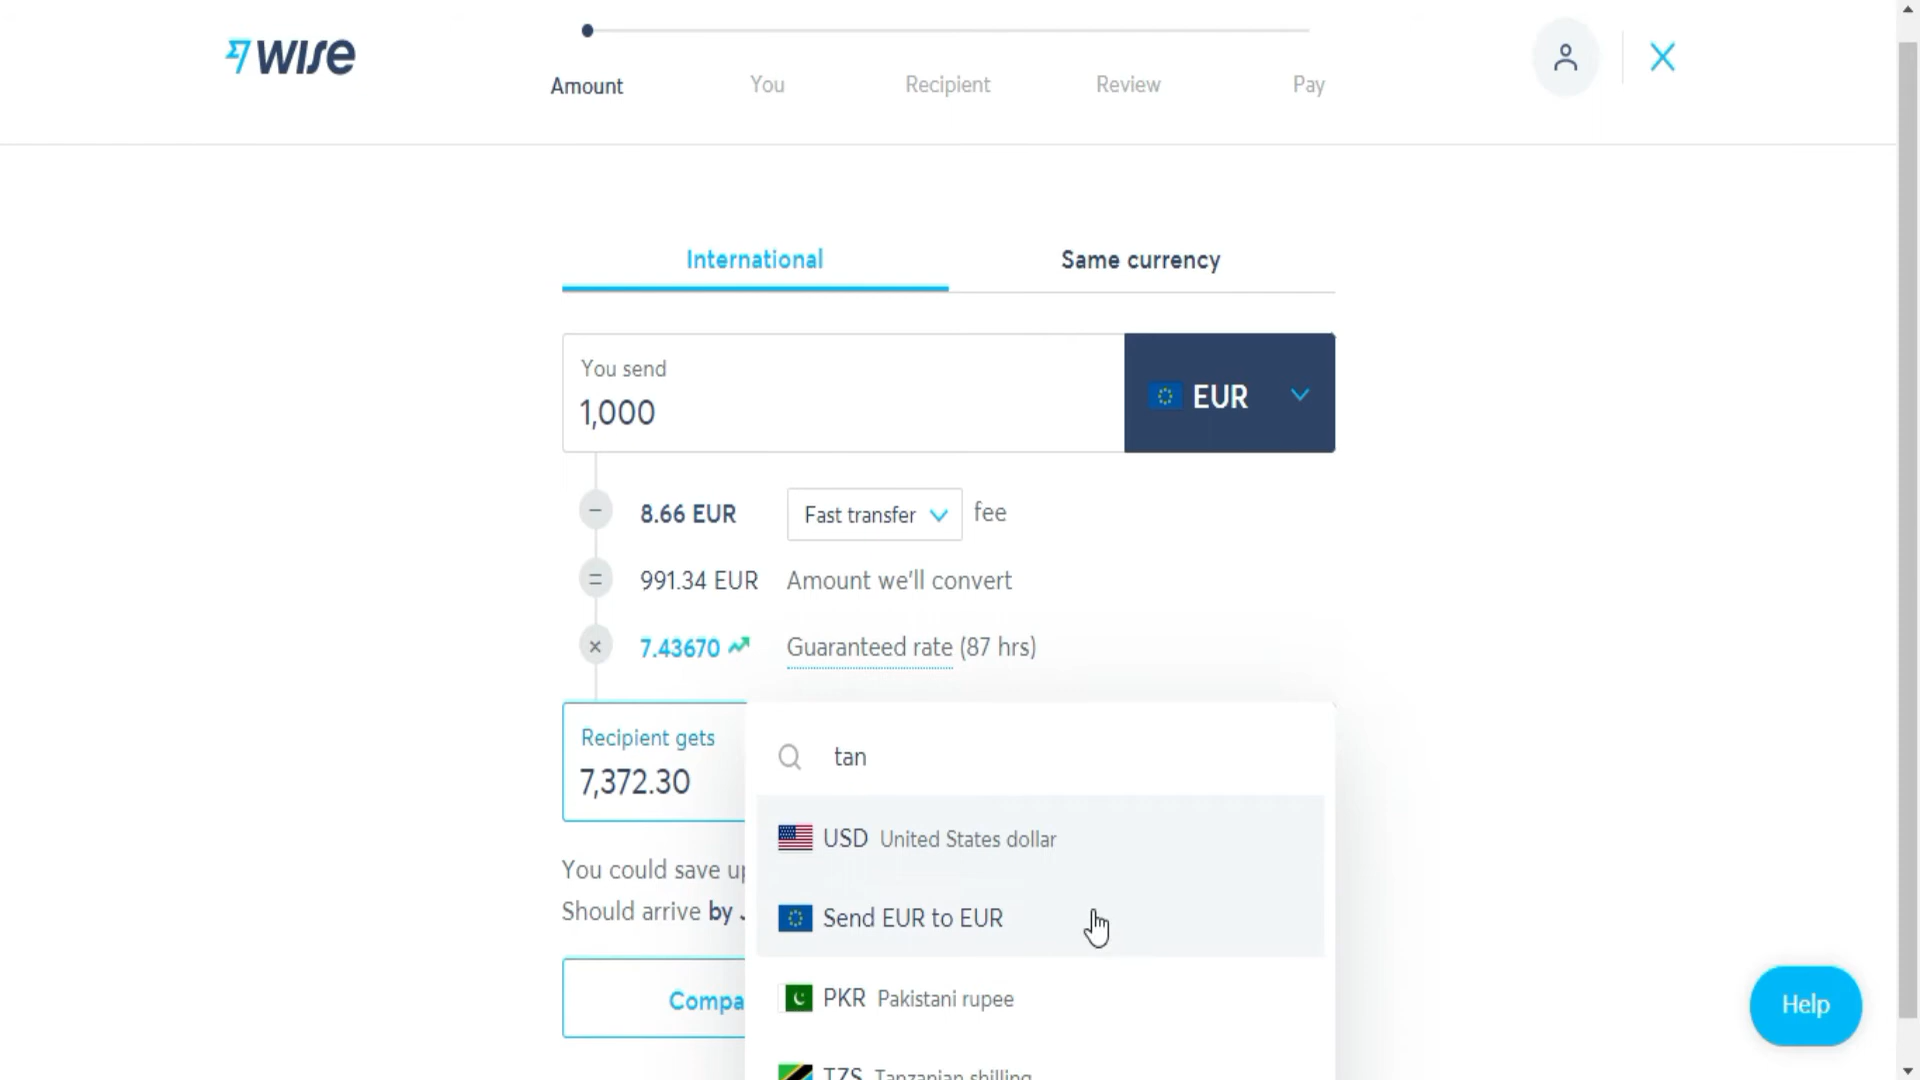 wise
Amount
You
Recipient
Review
Pay
International
Same currency
You send
1,000
EUR
8.66 EUR
Fast transfer
fee
991.34 EUR
Amount we'll convert
7.43670
Guaranteed rate (87 hrs)
Recipient gets
7,372.30
tan
USD United States dollar
You could save
Should arrive by
Send EUR to EUR
PKR Pakistani rupee
Compa
TZS Tanzanian shilling
Help